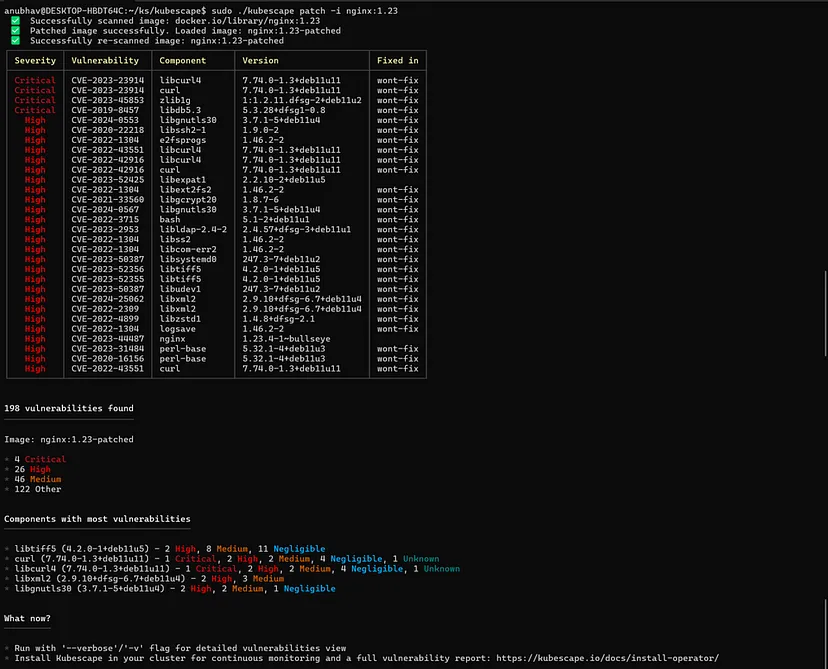 anubhav@DESKTOP-HBDT64C:~/ks/kubescape$ sudo ./kubescape patch -i nginx:1.23
✅ Successfully scanned image: docker.io/library/nginx:1.23
✅ Patched image successfully. Loaded image: nginx:1.23-patched
✅ Successfully re-scanned image: nginx:1.23-patched
Severity Vulnerability Component Version Fixed in
Critical CVE-2023-23914 libcurl4 7.74.0-1.3+deb11u11 wont-fix
Critical CVE-2023-23914 curl 7.74.0-1.3+deb11u11 wont-fix
Critical CVE-2023-45853 zlib1g 1:1.2.11.dfsg-2+deb11u2 wont-fix
Critical CVE-2019-8457 libdb5.3 5.3.28+dfsg1-0.8 wont-fix
High CVE-2024-0553 libgnutls30 3.7.1-5+deb11u4 wont-fix
High CVE-2020-22218 libssh2-1 1.9.0-2 wont-fix
High CVE-2022-1304 e2fsprogs 1.46.2-2 wont-fix
High CVE-2022-43551 libcurl4 7.74.0-1.3+deb11u11 wont-fix
High CVE-2022-42916 libcurl4 7.74.0-1.3+deb11u11 wont-fix
High CVE-2022-42916 curl 7.74.0-1.3+deb11u11 wont-fix
High CVE-2023-52425 libexpat1 2.2.10-2+deb11u5
High CVE-2022-1304 libext2fs2 1.46.2-2 wont-fix
High CVE-2021-33560 libgcrypt20 1.8.7-6 wont-fix
High CVE-2024-0567 libgnutls30 3.7.1-5+deb11u4 wont-fix
High CVE-2022-3715 bash 5.1-2+deb11u1 wont-fix
High CVE-2023-2953 libldap-2.4-2 2.4.57+dfsg-3+deb11u1 wont-fix
High CVE-2022-1304 libss2 1.46.2-2 wont-fix
High CVE-2022-1304 libcom-err2 1.46.2-2 wont-fix
High CVE-2023-50387 libsystemd0 247.3-7+deb11u2 wont-fix
High CVE-2023-52356 libtiff5 4.2.0-1+deb11u5 wont-fix
High CVE-2023-52355 libtiff5 4.2.0-1+deb11u5 wont-fix
High CVE-2023-50387 libudev1 247.3-7+deb11u2 wont-fix
High CVE-2024-25062 libxml2 2.9.10+dfsg-6.7+deb11u4 wont-fix
High CVE-2022-2309 libxml2 2.9.10+dfsg-6.7+deb11u4 wont-fix
High CVE-2022-4899 libzstd1 1.4.8+dfsg-2.1 wont-fix
High CVE-2022-1304 logsave 1.46.2-2 wont-fix
High CVE-2023-44487 nginx 1.23.4-1~bullseye
High CVE-2023-31484 perl-base 5.32.1-4+deb11u3 wont-fix
High CVE-2020-16156 perl-base 5.32.1-4+deb11u3 wont-fix
High CVE-2022-43551 curl 7.74.0-1.3+deb11u11 wont-fix
198 vulnerabilities found
Image: nginx:1.23-patched
* 4 Critical
* 26 High
* 46 Medium
* 122 Other
Components with most vulnerabilities
* libtiff5 (4.2.0-1+deb11u5) - 2 High, 8 Medium, 11 Negligible
* curl (7.74.0-1.3+deb11u11) - 1 Critical, 2 High, 2 Medium, 4 Negligible, 1 Unknown
* libcurl4 (7.74.0-1.3+deb11u11) - 1 Critical, 2 High, 2 Medium, 4 Negligible, 1 Unknown
* libxml2 (2.9.10+dfsg-6.7+deb11u4) - 2 High, 3 Medium
* libgnutls30 (3.7.1-5+deb11u4) - 2 High, 2 Medium, 1 Negligible
What now?
* Run with '--verbose'/'-v' flag for detailed vulnerabilities view
* Install Kubescape in your cluster for continuous monitoring and a full vulnerability report: https://kubescape.io/docs/install-operator/